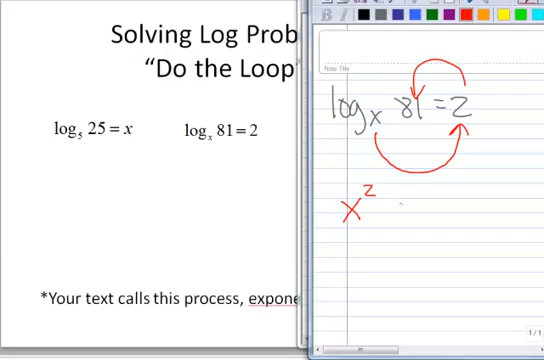 Solving Log Prob
"Do the Loop"
log₅ 25 = x
logₓ 81 = 2
*Your text calls this process, expone
B I
Note Title
logₓ 81 = 2
x²
1/1